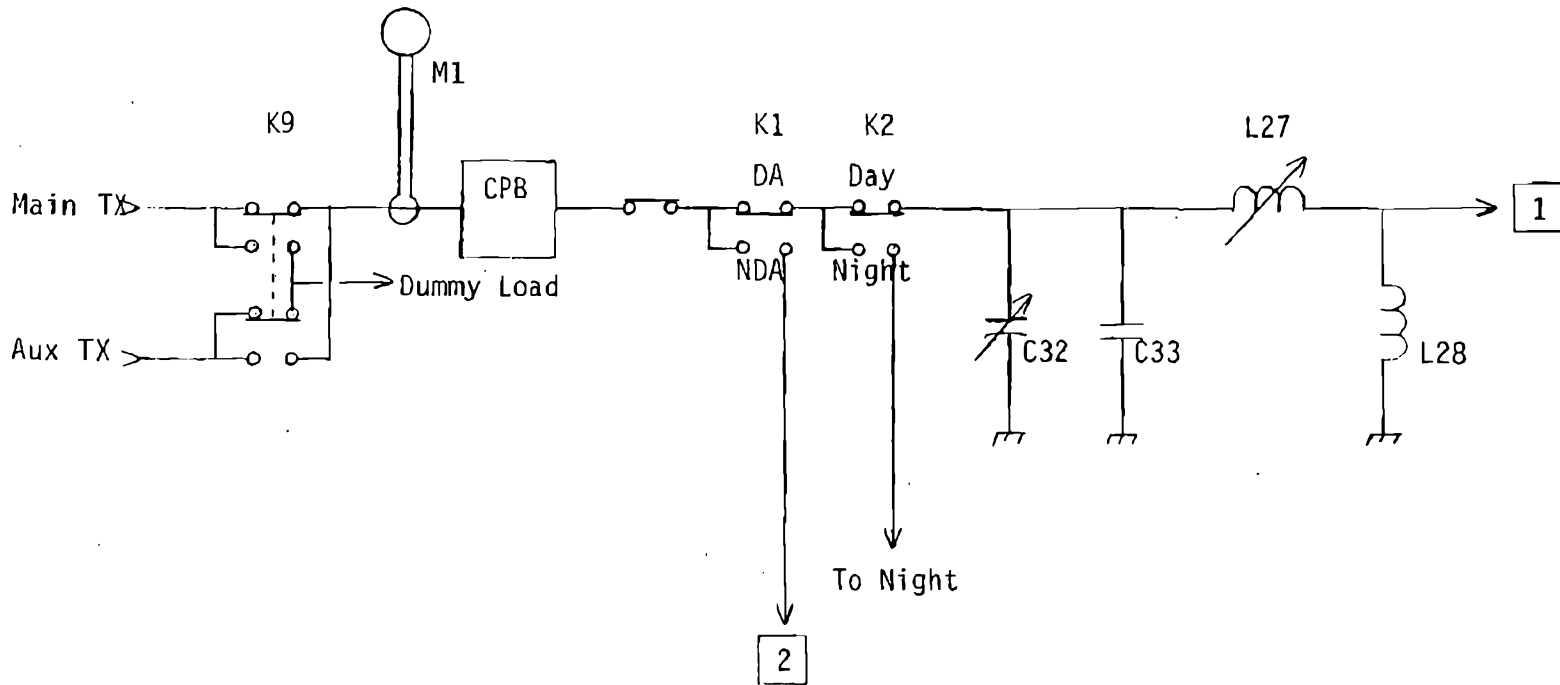 M1
K9
K1
K2
L27
DA
Day
CPB
Main TX
1
NDA
Night
Dummy Load
Aux TX
C32
C33
L28
To Night
2